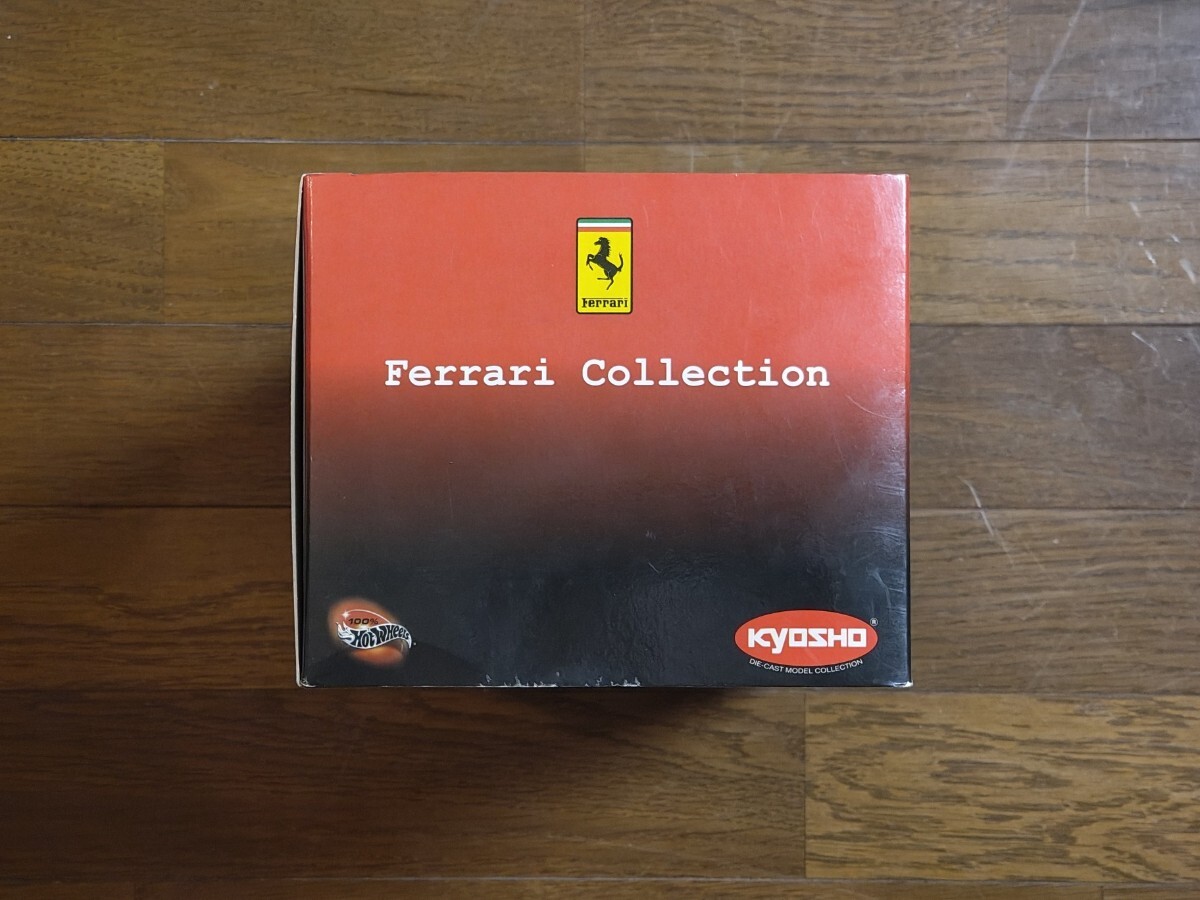 Ferrari
Ferrari Collection
100%
Hot Wheels
KYOSHO ®
DIE-CAST MODEL COLLECTION